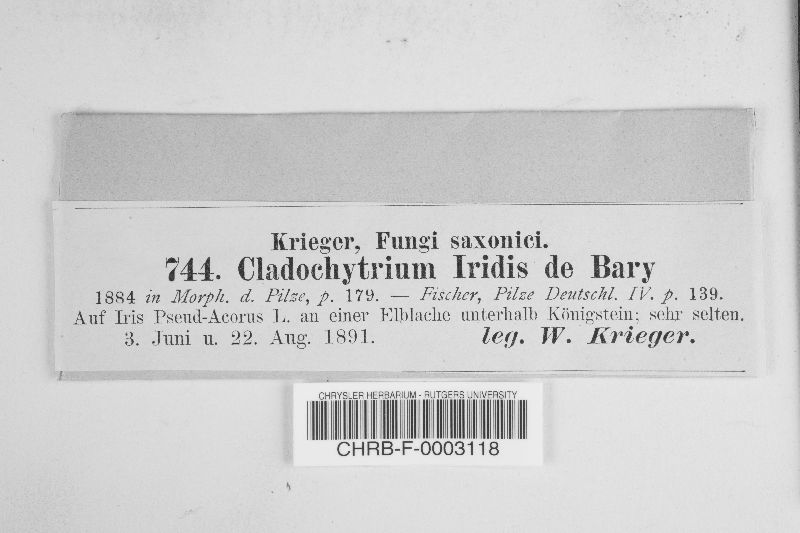 Krieger, Fungi saxonici.
744. Cladochytrium Iridis de Bary
1884 in Morph. d. Pilze, p. 179. — Fischer, Pilze Deutschl. IV. p. 139.
Auf Iris Pseud-Acorus L. an einer Elblache unterhalb Königstein; sehr selten.
3. Juni u. 22. Aug. 1891. leg. W. Krieger.
CHRYSLER HERBARIUM - RUTGERS UNIVERSITY
CHRB-F-0003118